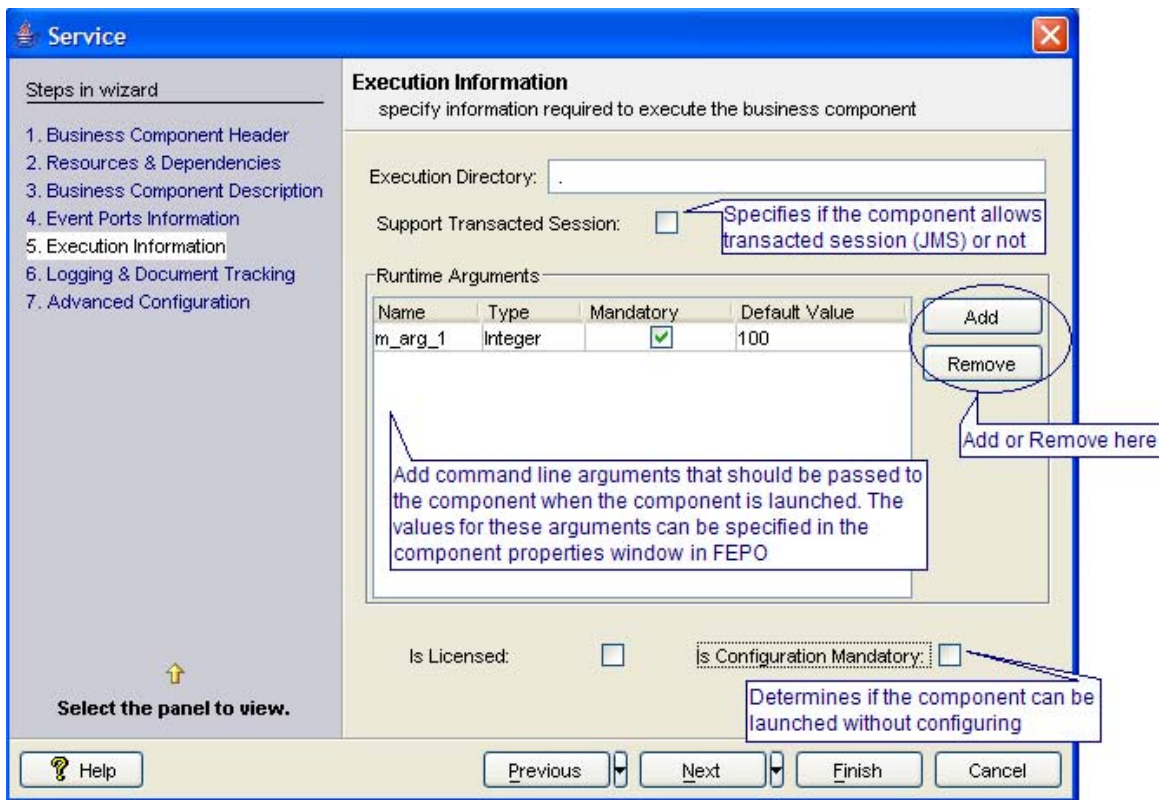 Service
Steps in wizard
1. Business Component Header
2. Resources & Dependencies
3. Business Component Description
4. Event Ports Information
5. Execution Information
6. Logging & Document Tracking
7. Advanced Configuration
Select the panel to view.
Execution Information
specify information required to execute the business component
Execution Directory: .
Support Transacted Session:
Specifies if the component allows
transacted session (JMS) or not
Runtime Arguments
Name Type Mandatory Default Value
m_arg_1 Integer 100
Add
Remove
Add or Remove here
Add command line arguments that should be passed to
the component when the component is launched. The
values for these arguments can be specified in the
component properties window in FEPO
Is Licensed: Is Configuration Mandatory:
Determines if the component can be
launched without configuring
? Help Previous Next Finish Cancel